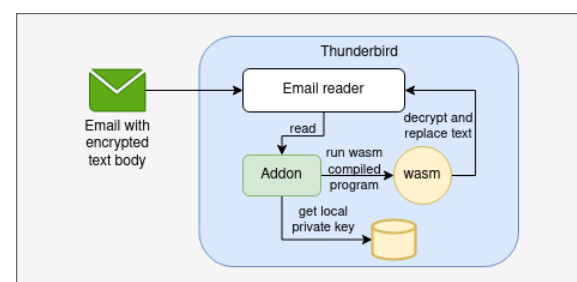 Thunderbird
Email reader
Email with
encrypted
text body
read
decrypt and
replace text
Addon
run wasm
compiled
program
wasm
get local
private key